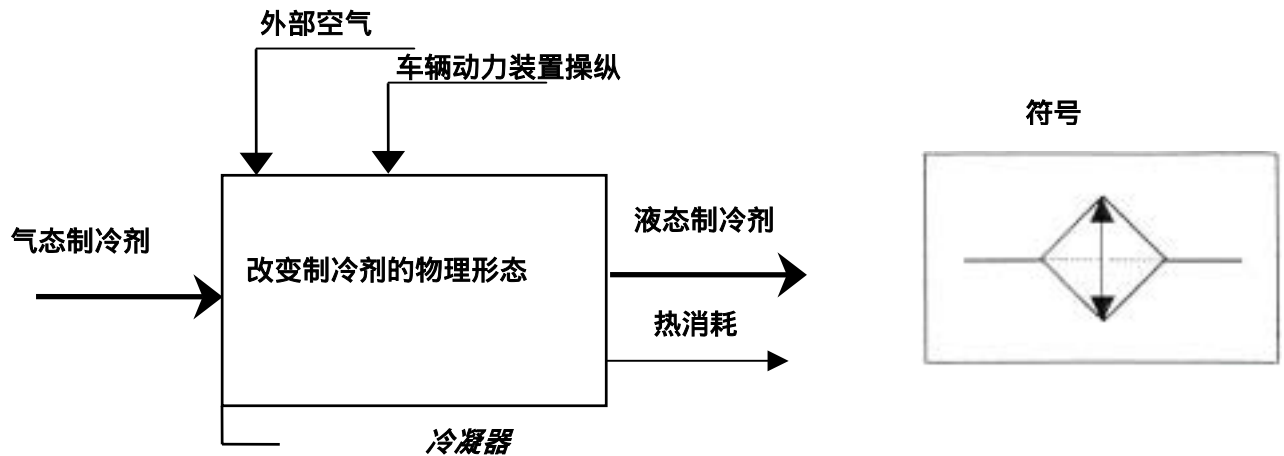 外部空气
车辆动力装置操纵
符号
气态制冷剂
液态制冷剂
改变制冷剂的物理形态
热消耗
冷凝器